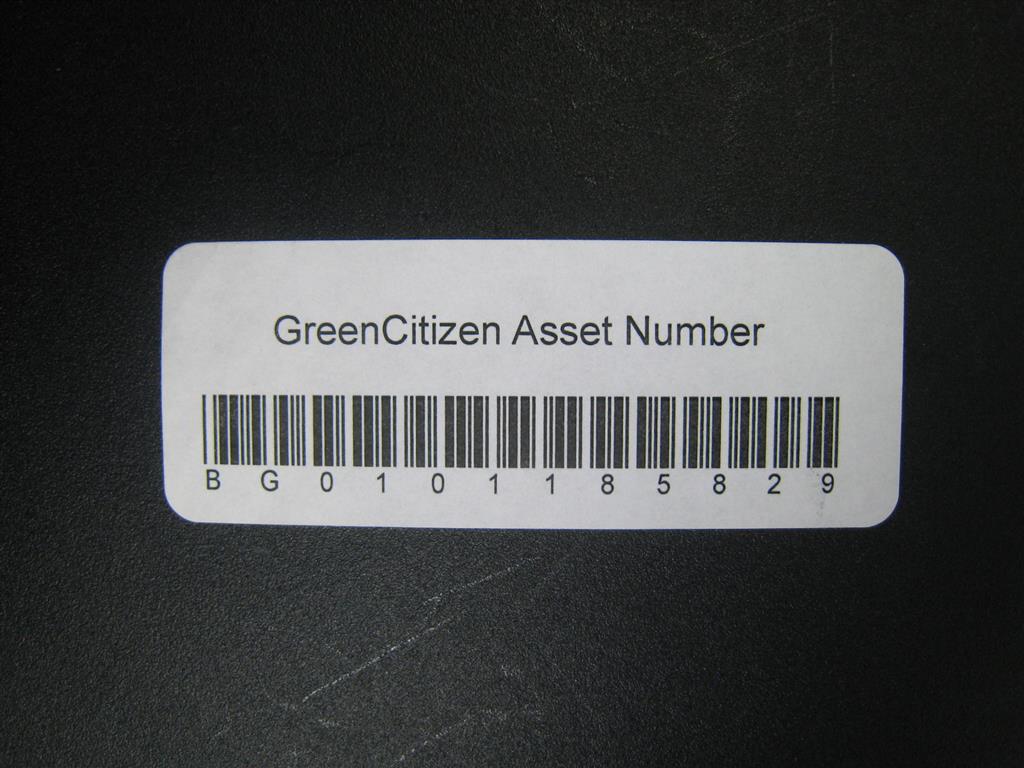 GreenCitizen Asset Number
B G 0 1 0 1 1 8 5 8 2 9